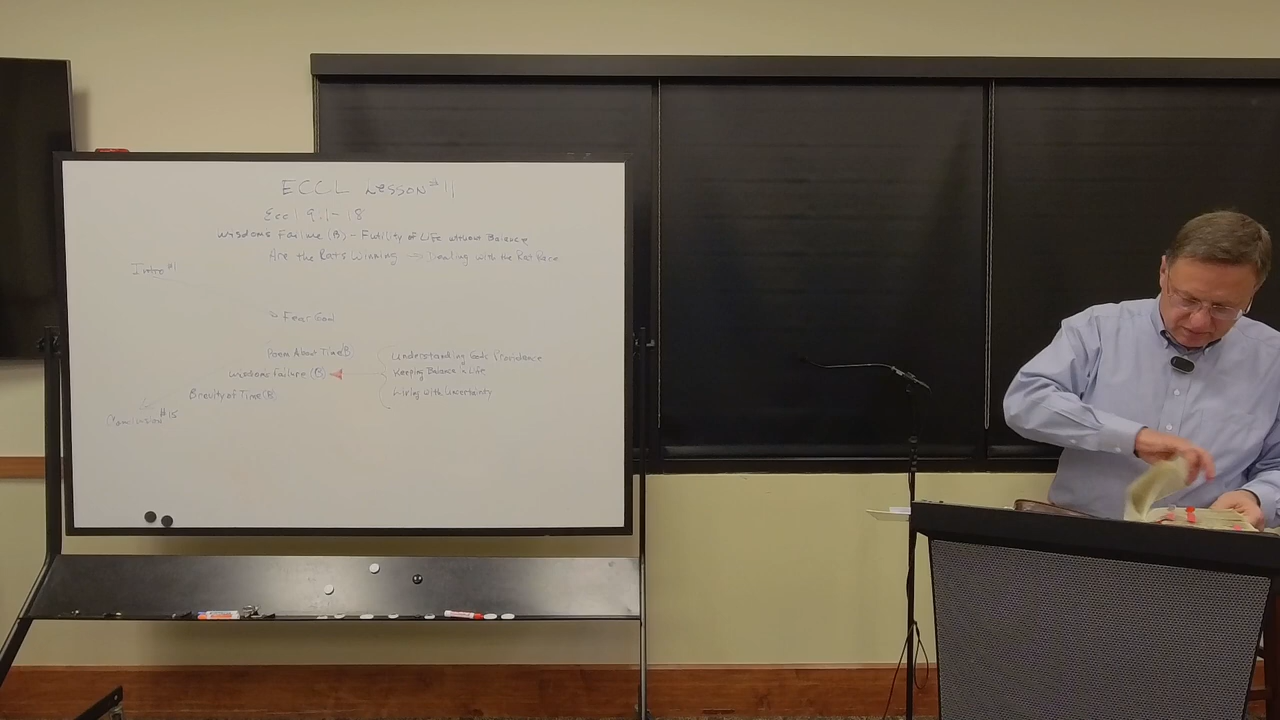 ECCL LESSON #11
Eccl 9:1-18
Wisdoms Failure (B) - Futility of Life without Balance
Are the Rats Winning → Dealing with the Rat Race
Intro #1
Fear God
Poem About Time (B)
Understanding Gods Providence
Wisdoms Failure (B)
Keeping Balance in Life
Brevity of Time (B)
Living with Uncertainty
Conclusion #15